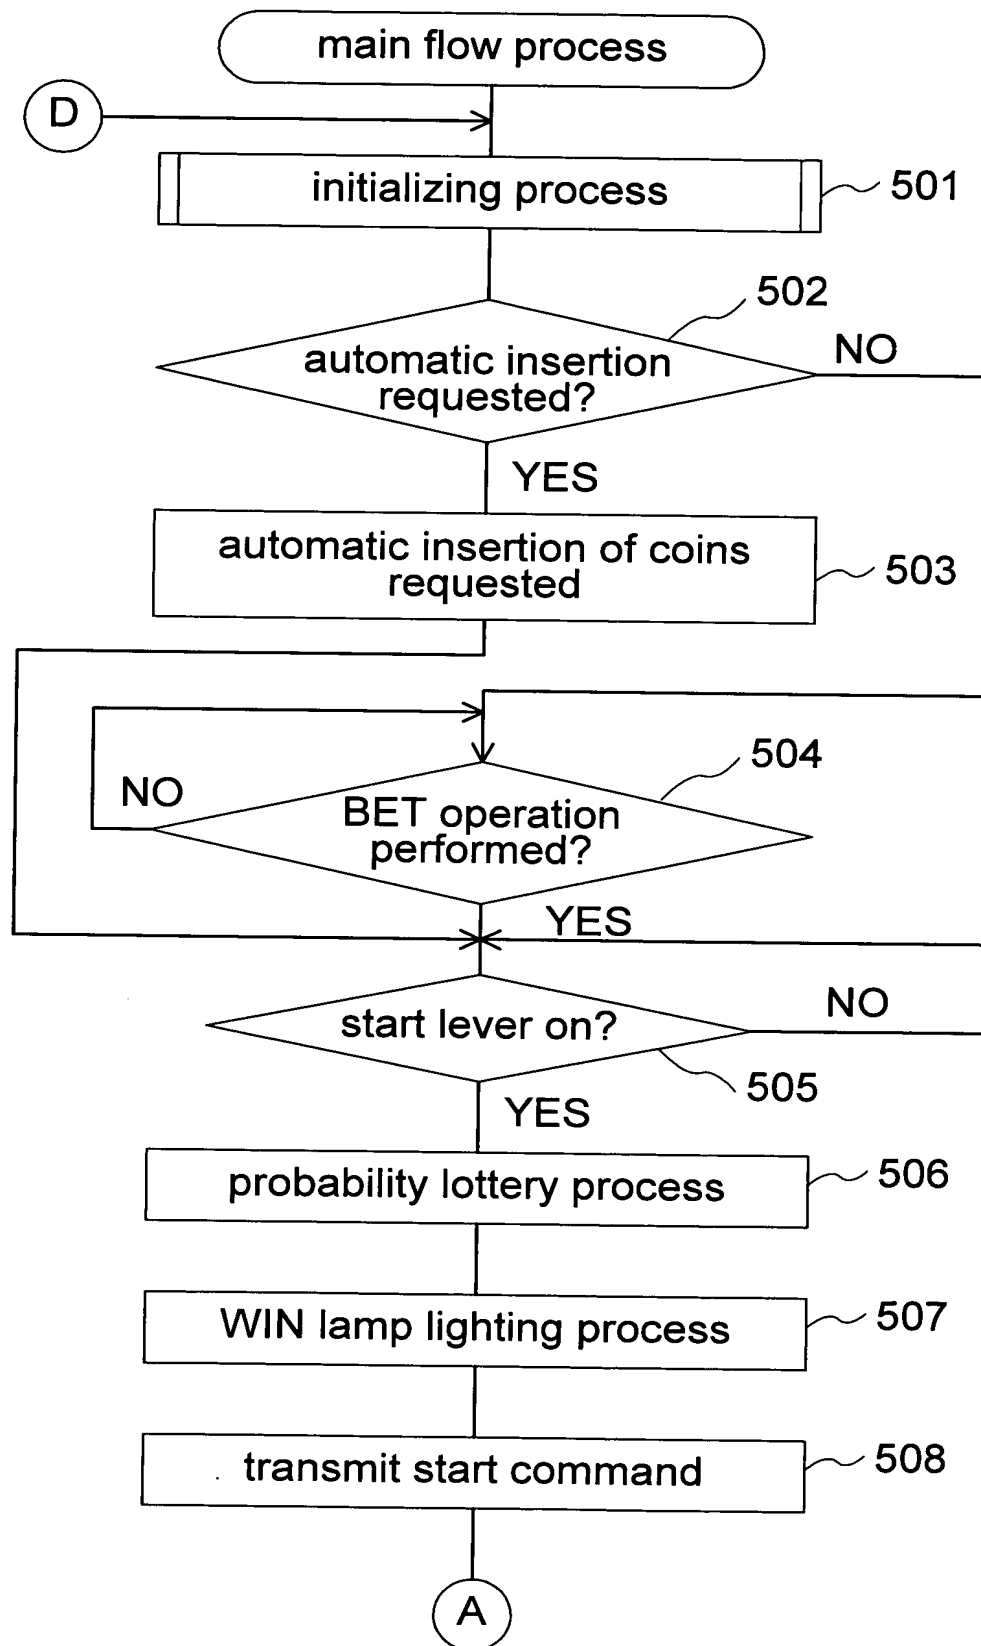 main flow process
D
initializing process
501
502
automatic insertion
requested?
NO
YES
automatic insertion of coins
requested
503
504
NO
BET operation
performed?
YES
start lever on?
NO
505
YES
probability lottery process
506
WIN lamp lighting process
507
transmit start command
508
A